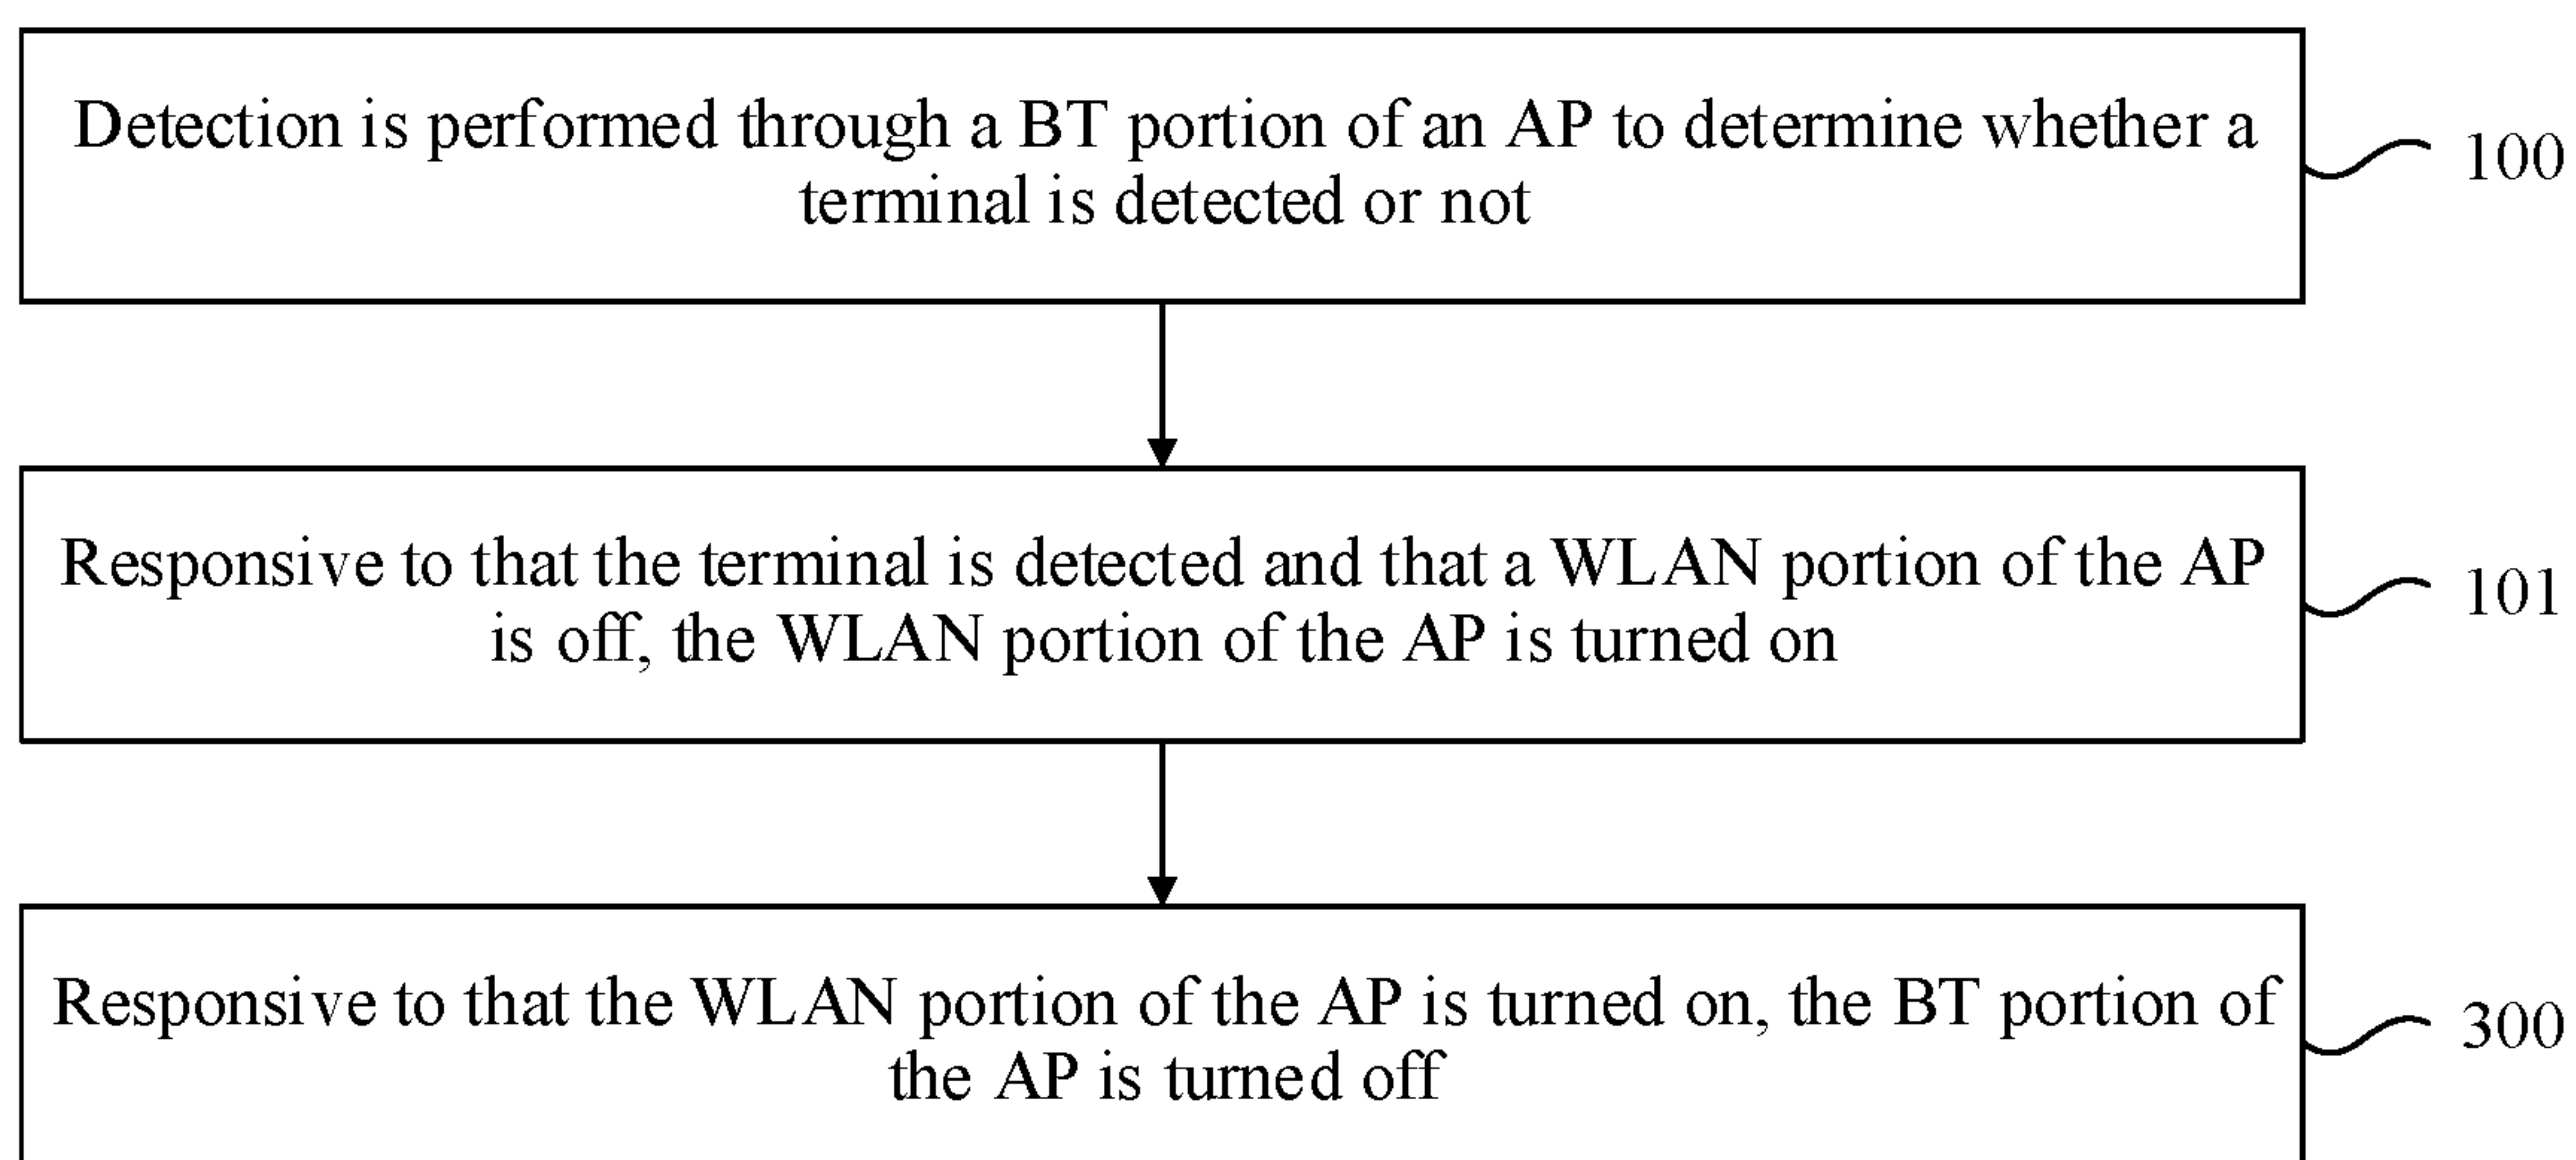 Detection is performed through a BT portion of an AP to determine whether a
terminal is detected or not
100
Responsive to that the terminal is detected and that a WLAN portion of the AP
is off, the WLAN portion of the AP is turned on
101
Responsive to that the WLAN portion of the AP is turned on, the BT portion of
the AP is turned off
300